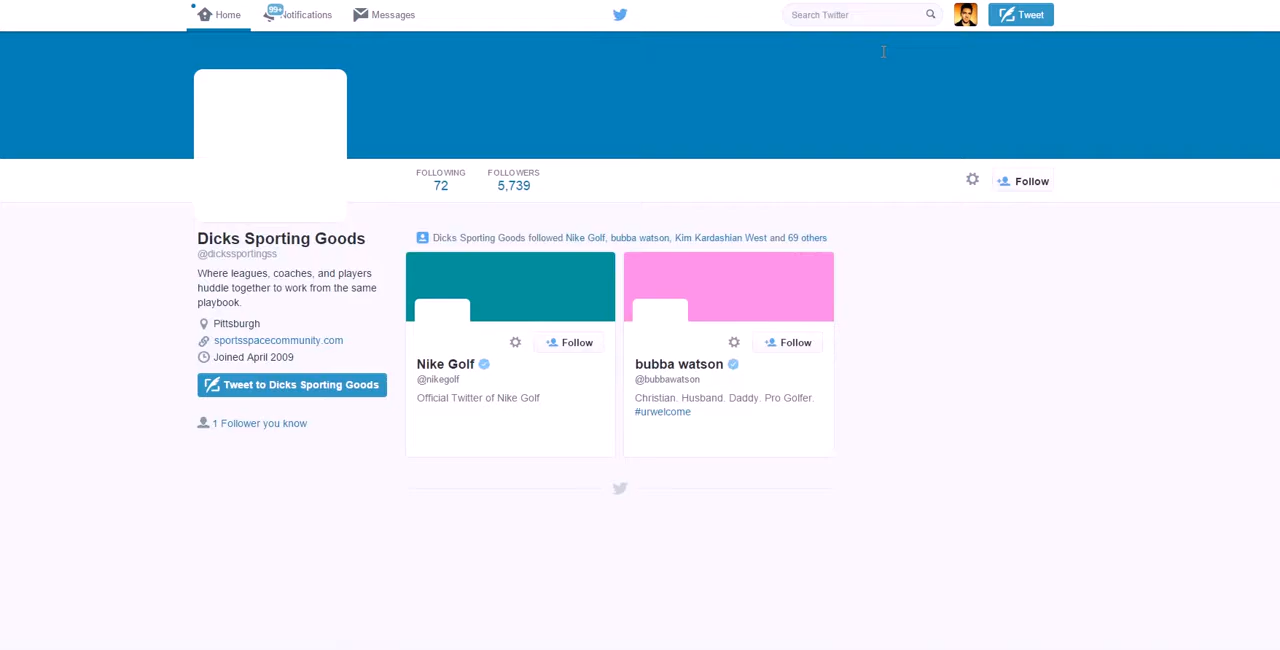 Home 99+ Notifications Messages Search Twitter Tweet
FOLLOWING FOLLOWERS
72 5,739 Follow
Dicks Sporting Goods
@dickssportingss
Where leagues, coaches, and players
huddle together to work from the same
playbook.
Pittsburgh
sportsspacecommunity.com
Joined April 2009
Tweet to Dicks Sporting Goods
1 Follower you know
Dicks Sporting Goods followed Nike Golf, bubba watson, Kim Kardashian West and 69 others
Follow
Nike Golf
@nikegolf
Official Twitter of Nike Golf
Follow
bubba watson
@bubbawatson
Christian. Husband. Daddy. Pro Golfer.
#urwelcome